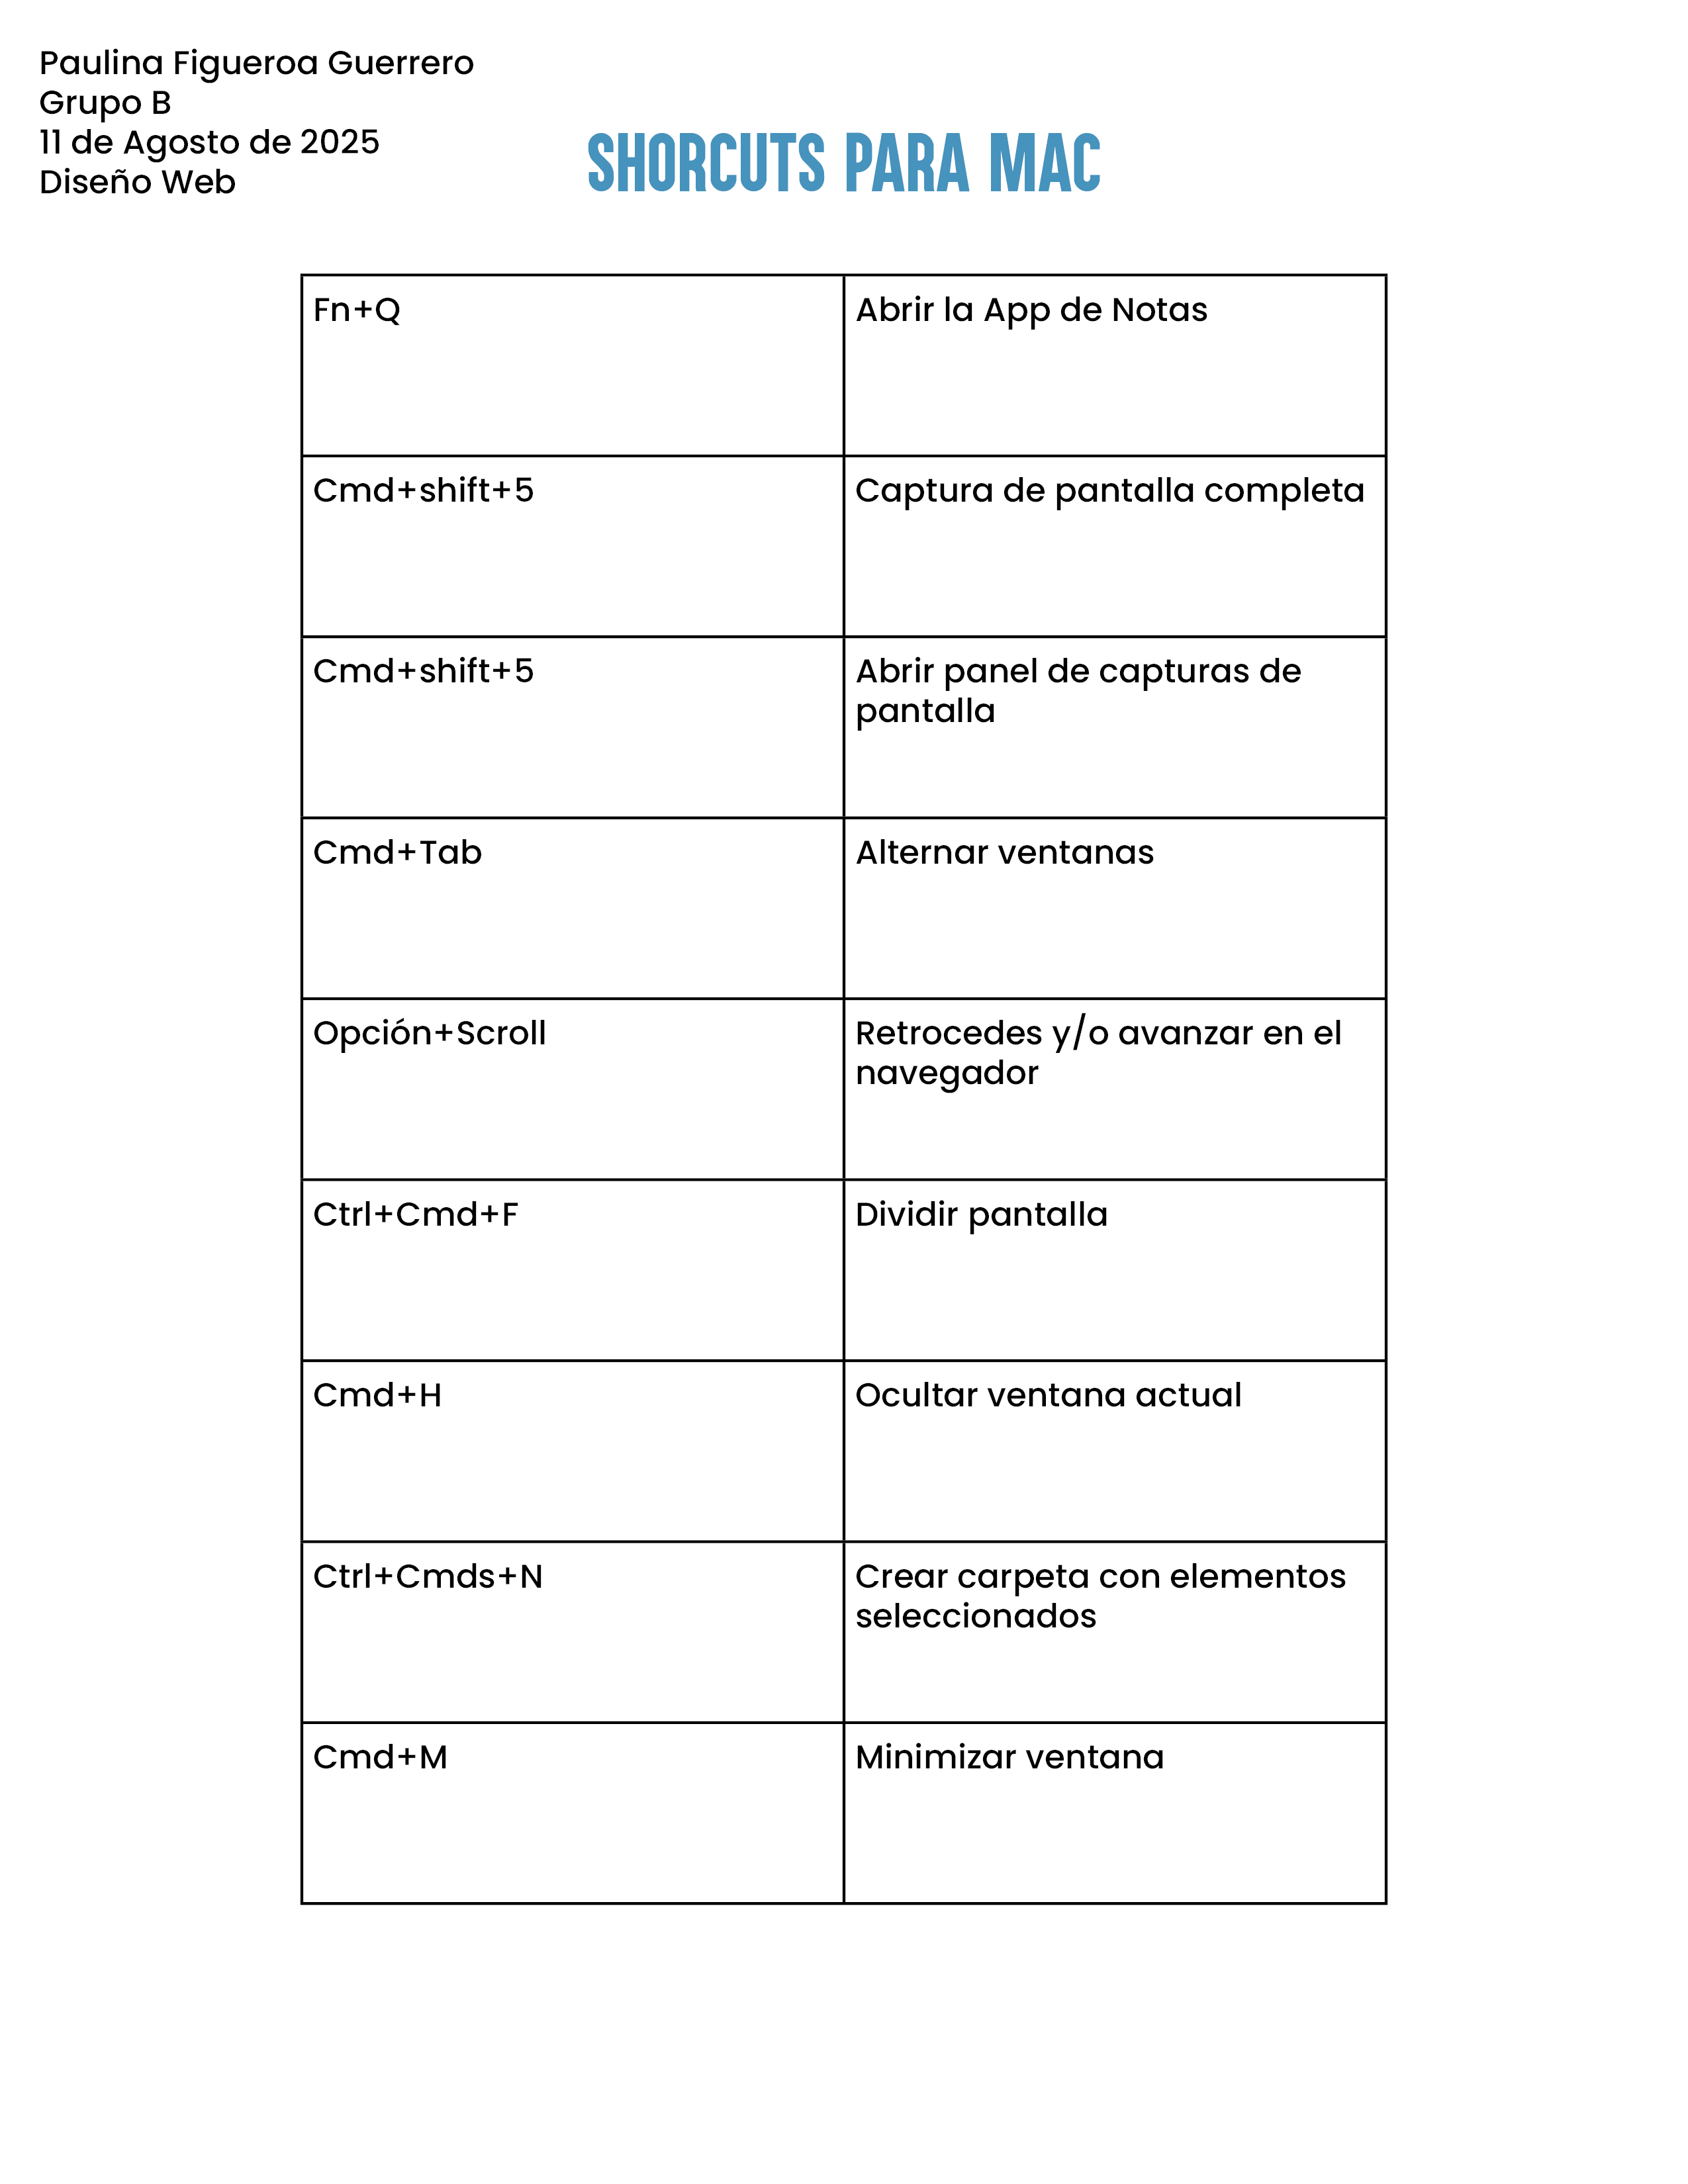 Paulina Figueroa Guerrero
Grupo B
11 de Agosto de 2025
Diseño Web
SHORCUTS PARA MAC
Fn+Q
Abrir la App de Notas
Cmd+shift+5
Captura de pantalla completa
Cmd+shift+5
Abrir panel de capturas de
pantalla
Cmd+Tab
Alternar ventanas
Opción+Scroll
Retrocedes y/o avanzar en el
navegador
Ctrl+Cmd+F
Dividir pantalla
Cmd+H
Ocultar ventana actual
Ctrl+Cmds+N
Crear carpeta con elementos
seleccionados
Cmd+M
Minimizar ventana